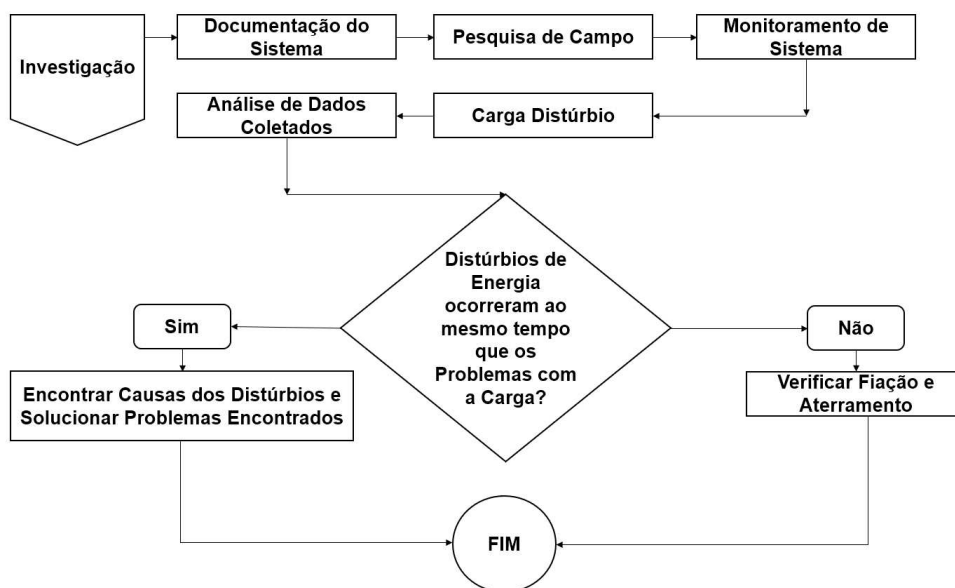 Investigação
Documentação do
Sistema
Pesquisa de Campo
Monitoramento de
Sistema
Carga Distúrbio
Análise de Dados
Coletados
Distúrbios de
Energia
ocorreram ao
mesmo tempo
que os
Problemas com
a Carga?
Sim
Não
Encontrar Causas dos Distúrbios e
Solucionar Problemas Encontrados
Verificar Fiação e
Aterramento
FIM